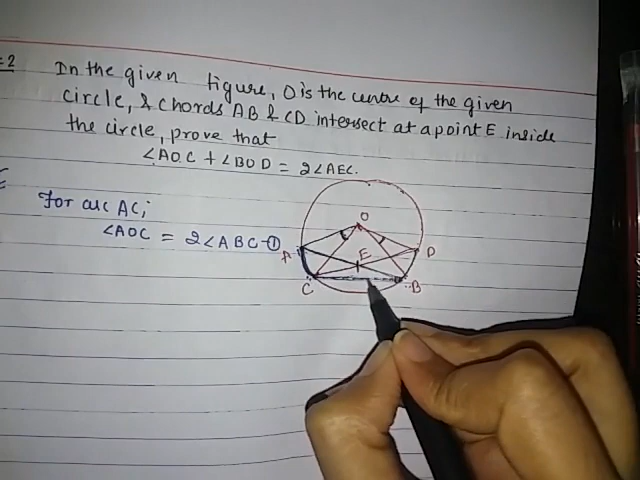 =2 In the given figure, O is the centre of the given
circle, & chords AB & CD intersect at a point E inside
the circle, prove that
∠AOC + ∠BOD = 2∠AEC.
For arc AC;
∠AOC = 2∠ABC-①
O
A
E
D
C
B